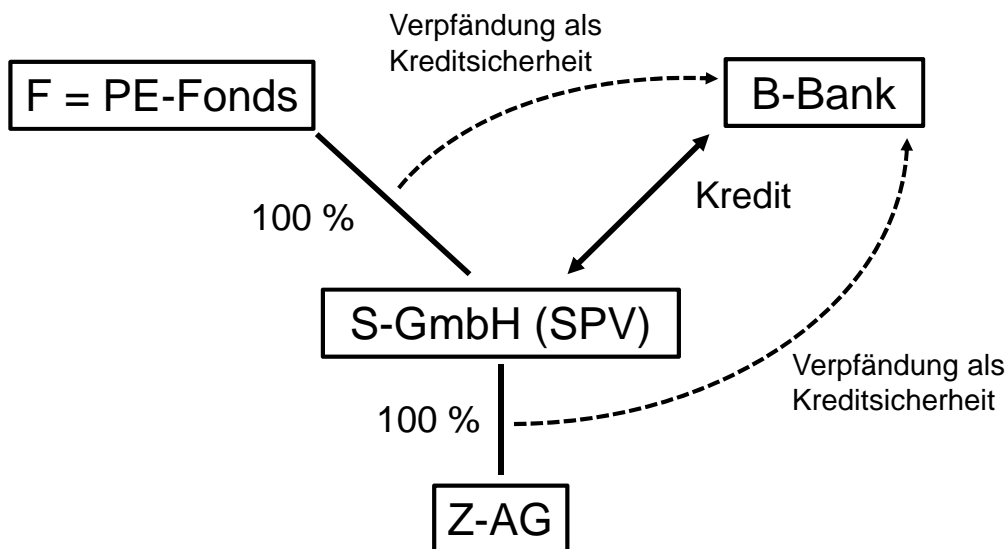 Verpfändung als
Kreditsicherheit
F = PE-Fonds
B-Bank
100 %
Kredit
S-GmbH (SPV)
Verpfändung als
Kreditsicherheit
100 %
Z-AG